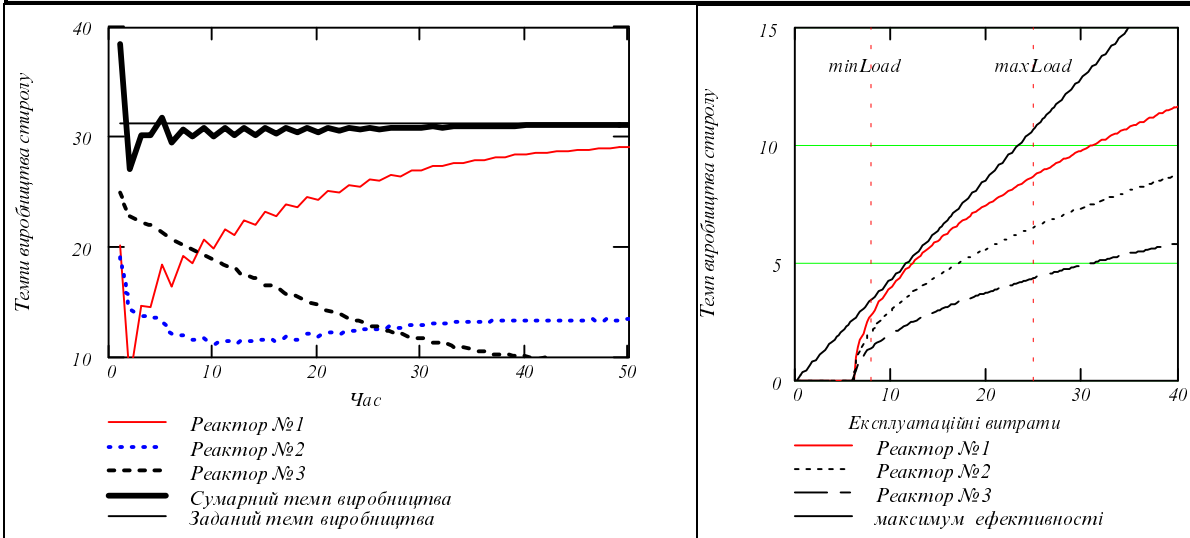 Темпи виробництва стиролу
40
30
20
10
0
10
20
30
40
50
Час
Реактор №1
Реактор №2
Реактор №3
Сумарний темп виробництва
Заданий темп виробництва
Темп виробництва стиролу
15
10
5
0
minLoad
maxLoad
0
10
20
30
40
Експлуатаційні витрати
Реактор №1
Реактор №2
Реактор №3
максимум ефективності